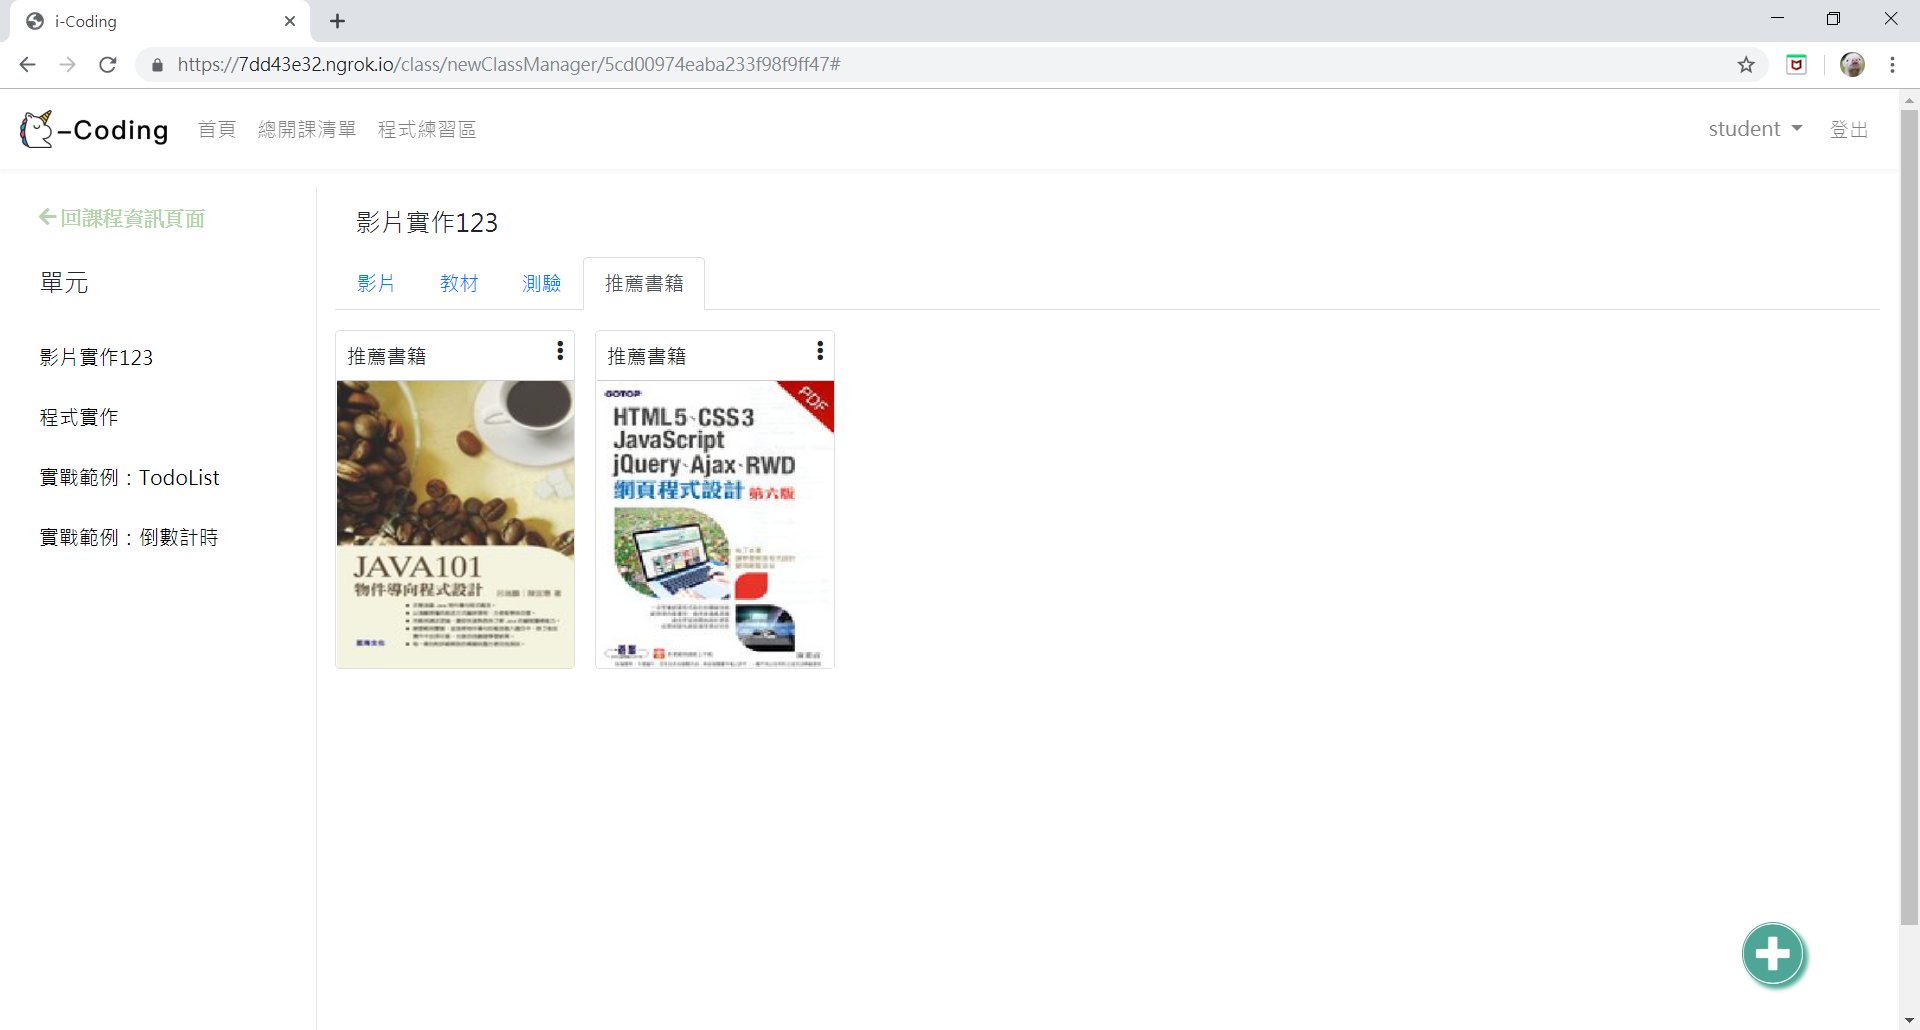 i-Coding
https://7dd43e32.ngrok.io/class/newClassManager/5cd00974eaba233f98f9ff47#
-Coding 首頁 總開課清單 程式練習區 student 登出
回課程資訊頁面
單元
影片實作123
程式實作
實戰範例：TodoList
實戰範例：倒數計時
影片實作123
影片 教材 測驗 推薦書籍
推薦書籍
JAVA101
物件導向程式設計
推薦書籍
GOTOP
PDF
HTML5、CSS3
JavaScript
jQuery、Ajax、RWD
網頁程式設計 第六版